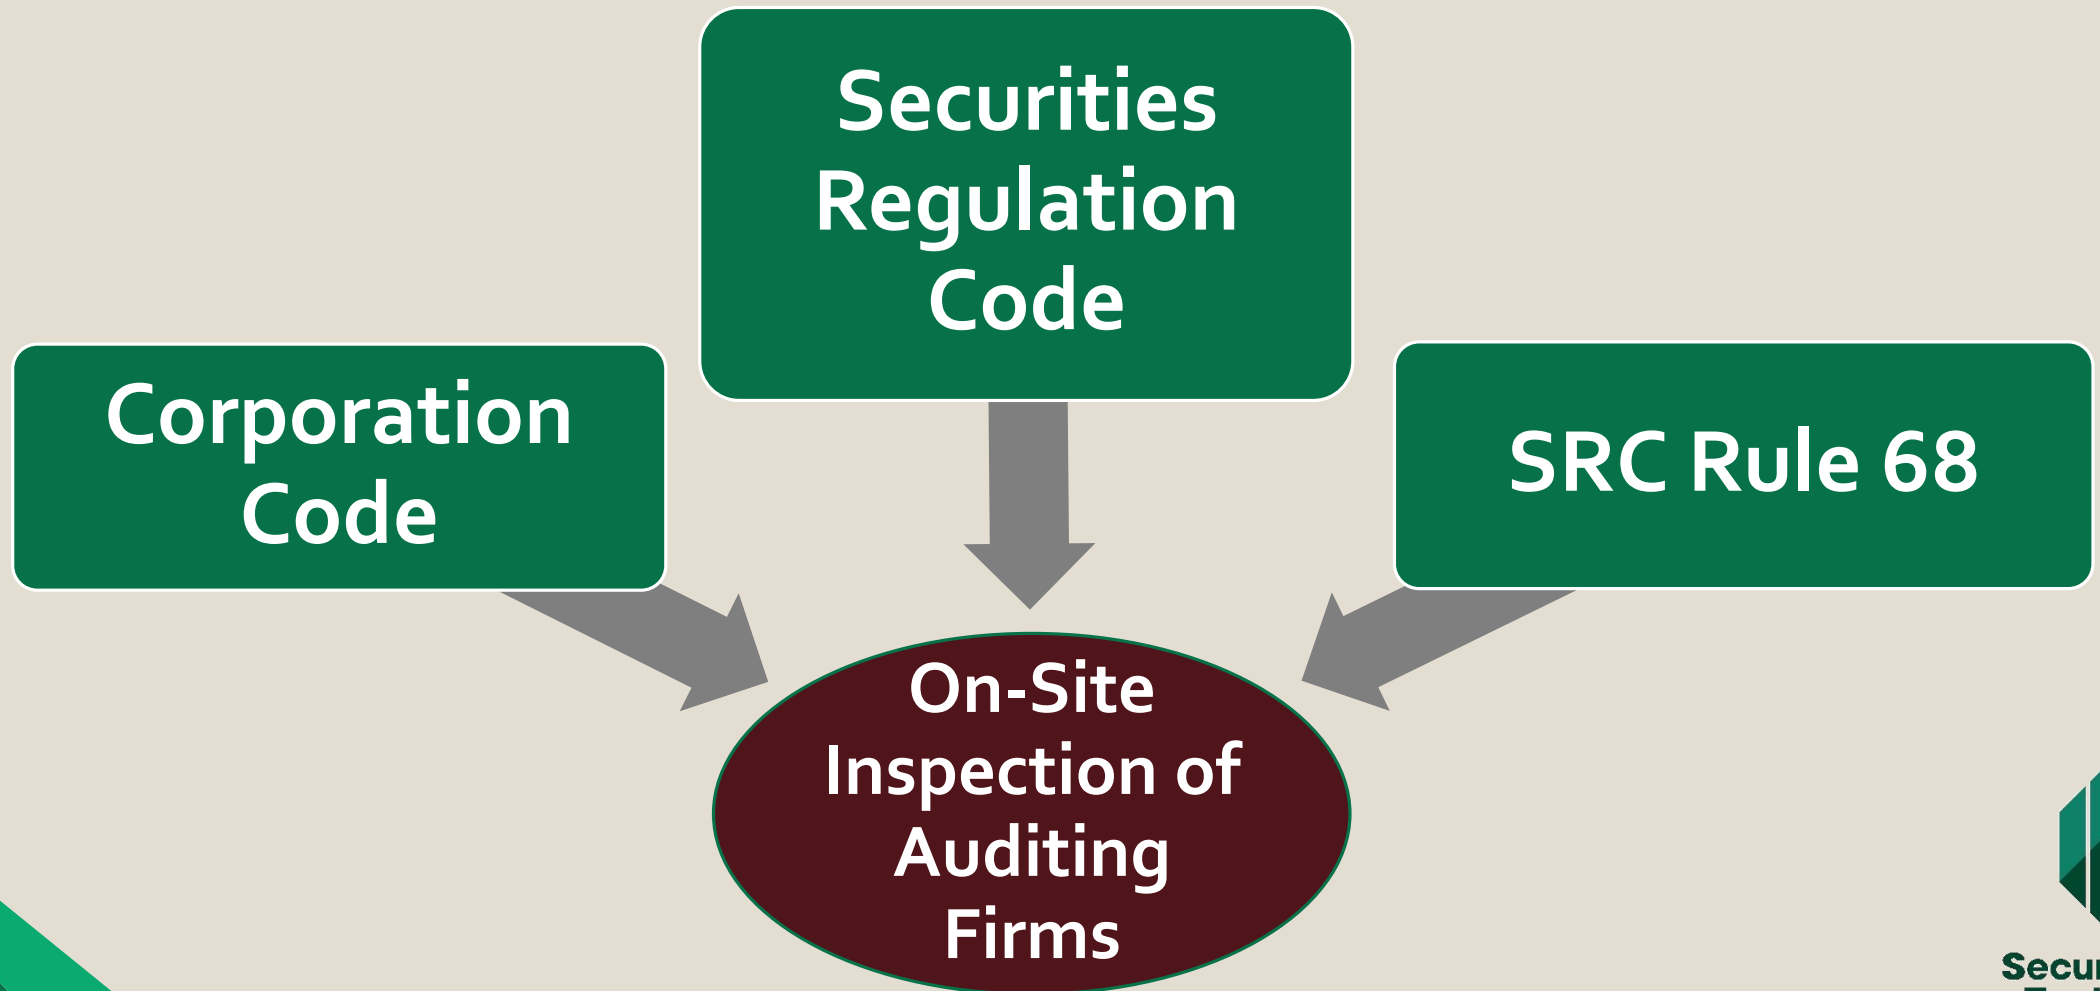 Securities
Regulation
Code
Corporation
Code
SRC Rule 68
On-Site
Inspection of
Auditing
Firms